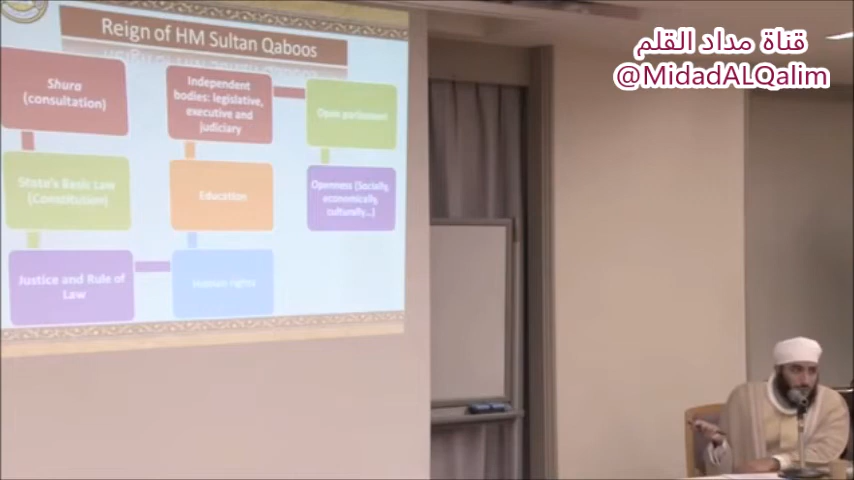 قناة مداد القلم
@MidadALQalim
Reign of HM Sultan Qaboos
Shura
(consultation)
State's Basic Law
(Constitution)
Justice and Rule of
Law
Human rights
Education
Independent
bodies: legislative,
executive and
judiciary
Open parliament
Openness (Socially,
economically,
culturally...)